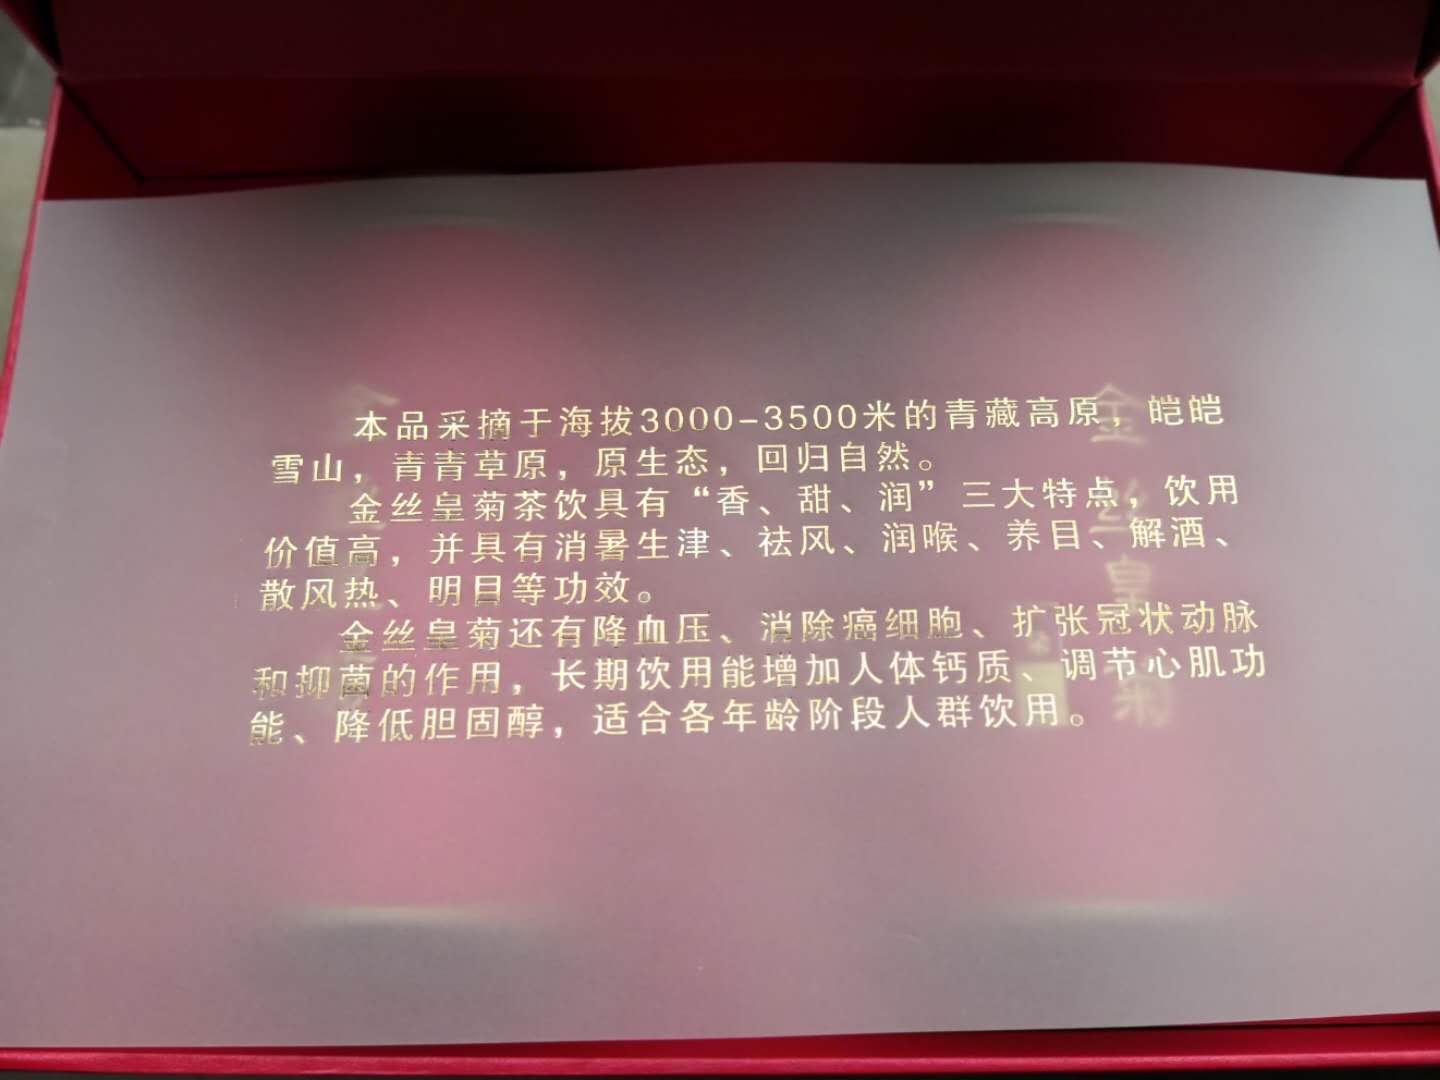 本品采摘于海拔3000-3500米的青藏高原，皑皑
雪山，青青草原，原生态，回归自然。
金丝皇菊茶饮具有“香、甜、润”三大特点，饮用
价值高，并具有消暑生津、祛风、润喉、养目、解酒、
散风热、明目等功效。
金丝皇菊还有降血压、消除癌细胞、扩张冠状动脉
和抑菌的作用，长期饮用能增加人体钙质、调节心肌功
能、降低胆固醇，适合各年龄阶段人群饮用。
金丝皇菊